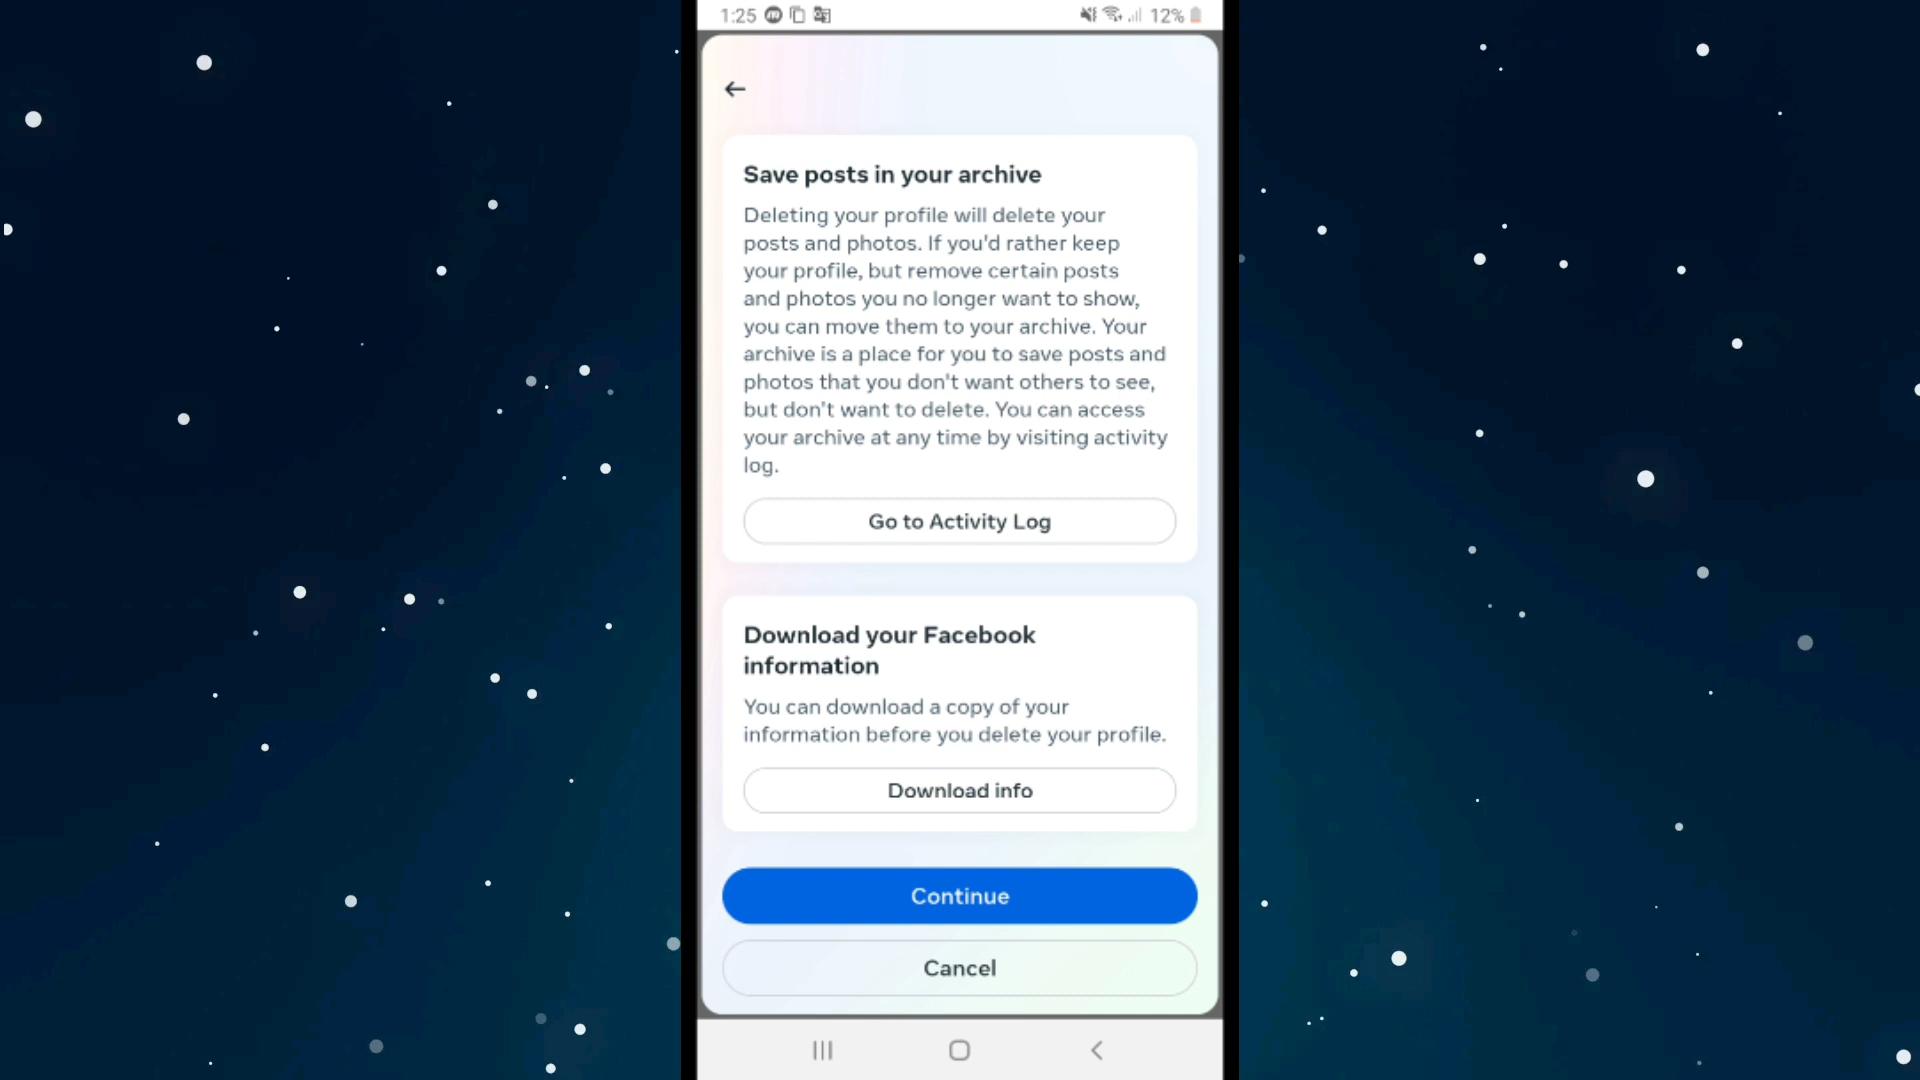 1:25
12%
Save posts in your archive
Deleting your profile will delete your
posts and photos. If you'd rather keep
your profile, but remove certain posts
and photos you no longer want to show,
you can move them to your archive. Your
archive is a place for you to save posts and
photos that you don't want others to see,
but don't want to delete. You can access
your archive at any time by visiting activity
log.
Go to Activity Log
Download your Facebook
information
You can download a copy of your
information before you delete your profile.
Download info
Continue
Cancel